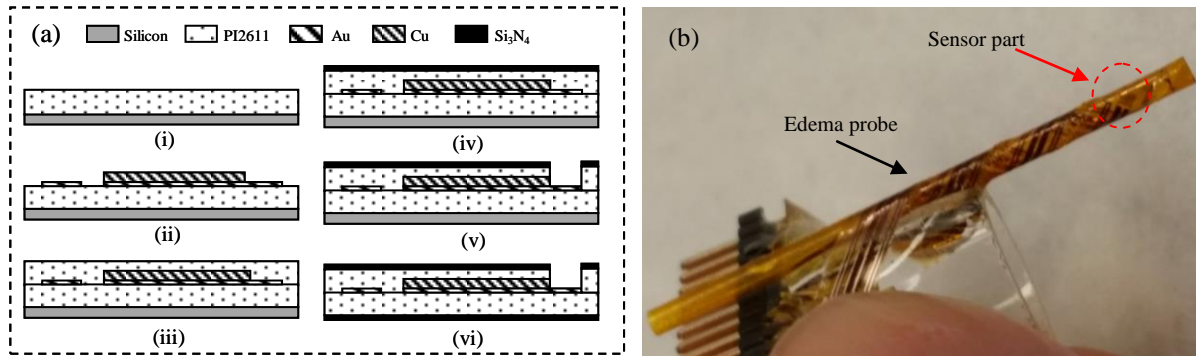 (a) Silicon PI2611 Au Cu Si3N4
(i)
(ii)
(iii)
(iv)
(v)
(vi)
(b)
Sensor part
Edema probe